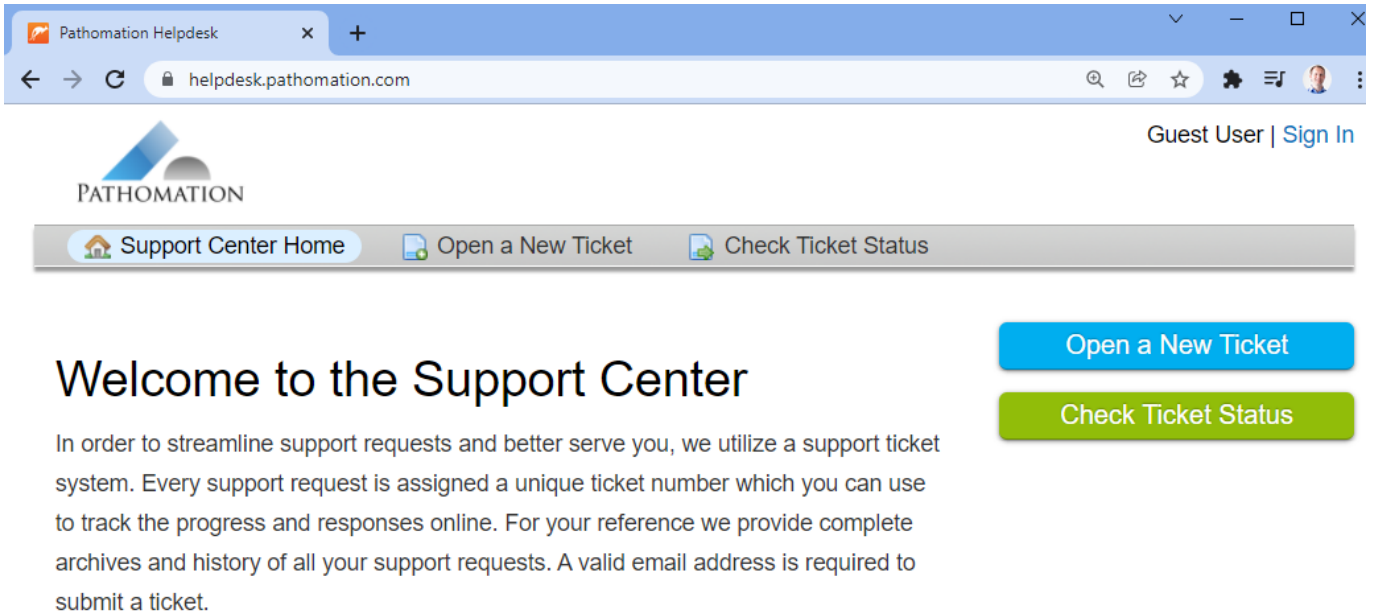 Pathomation Helpdesk
helpdesk.pathomation.com
Guest User | Sign In
PATHOMATION
Support Center Home Open a New Ticket Check Ticket Status
Open a New Ticket
Welcome to the Support Center
Check Ticket Status
In order to streamline support requests and better serve you, we utilize a support ticket
system. Every support request is assigned a unique ticket number which you can use
to track the progress and responses online. For your reference we provide complete
archives and history of all your support requests. A valid email address is required to
submit a ticket.